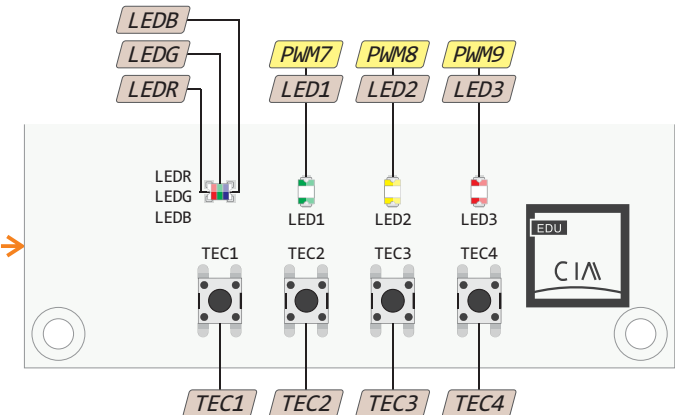 LEDB
LEDG
LEDR
PWM7 PWM8 PWM9
LED1 LED2 LED3
LEDR
LEDG
LEDB
LED1 LED2 LED3
TEC1 TEC2 TEC3 TEC4
EDU
CIAA
TEC1 TEC2 TEC3 TEC4